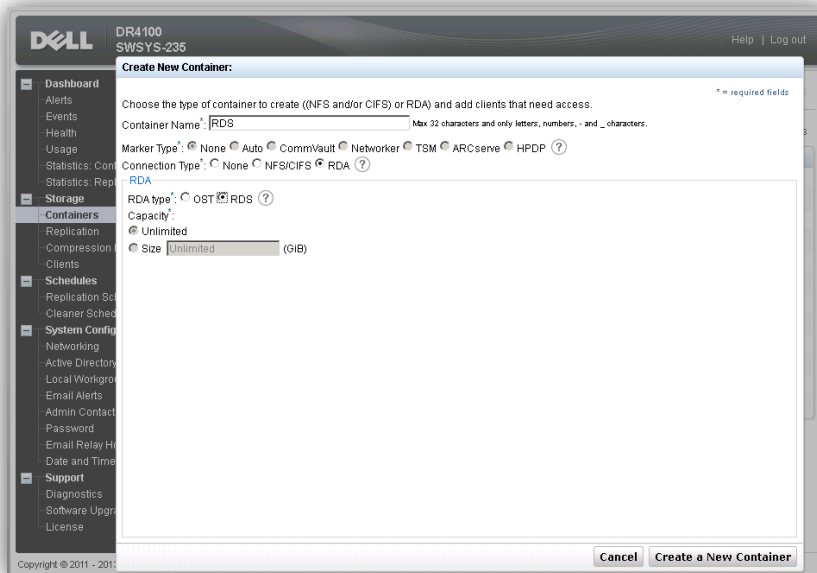 DELL
DR4100
SWSYS-235
Help | Log out
Create New Container:
* = required fields
Choose the type of container to create ((NFS and/or CIFS) or RDA) and add clients that need access.
Container Name*: RDS Max 32 characters and only letters, numbers, - and _ characters.
Marker Type*: None Auto CommVault Networker TSM ARCserve HPDP ?
Connection Type*: None NFS/CIFS RDA ?
RDA
RDA type*: OST RDS ?
Capacity*:
Unlimited
Size Unlimited (GiB)
Cancel Create a New Container
Dashboard
Alerts
Events
Health
Usage
Statistics: Cont
Statistics: Repl
Storage
Containers
Replication
Compression
Clients
Schedules
Replication Sch
Cleaner Sched
System Config
Networking
Active Directory
Local Workgro
Email Alerts
Admin Contact
Password
Email Relay Ho
Date and Time
Support
Diagnostics
Software Upgra
License
Copyright © 2011 - 2013